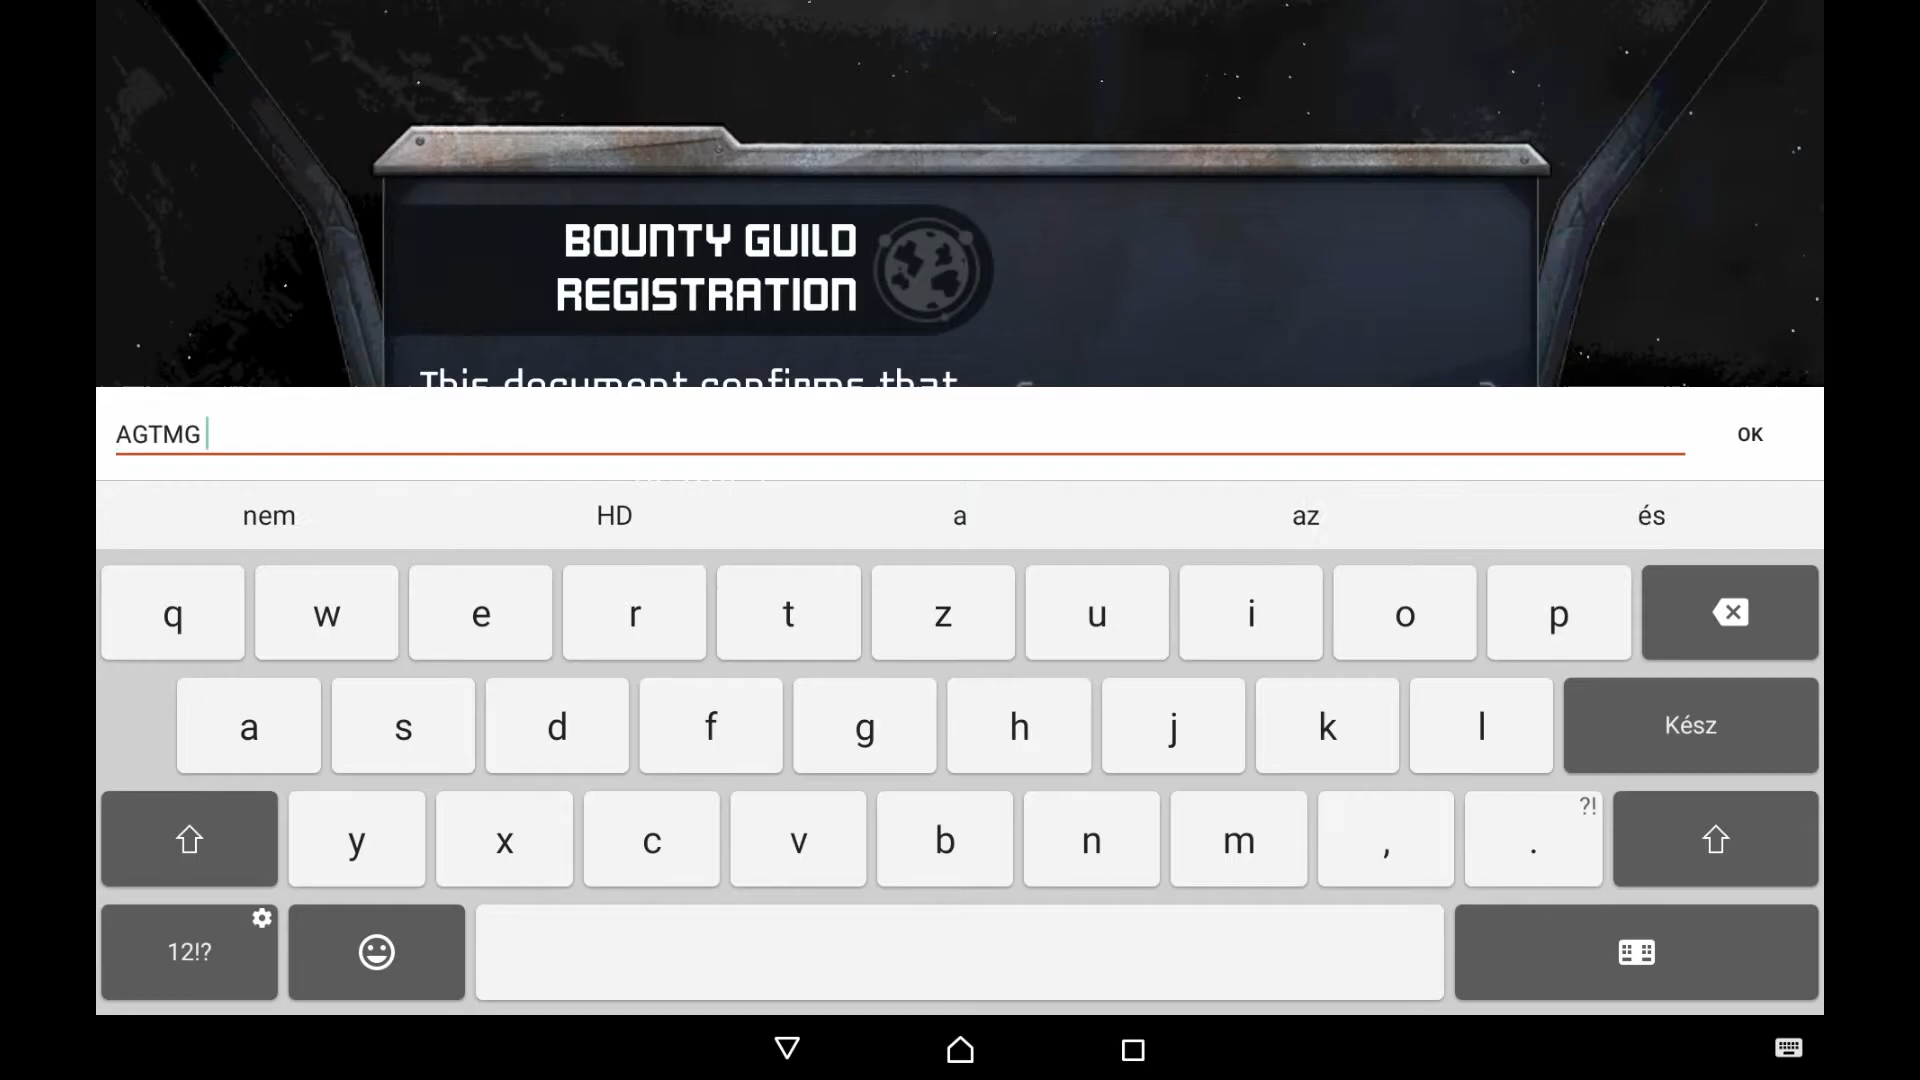 BOUNTY GUILD
REGISTRATION
This document confirms that
AGTMG
OK
nem HD a az és
q w e r t z u i o p
a s d f g h j k l Kész
y x c v b n m , . ?!
12!?